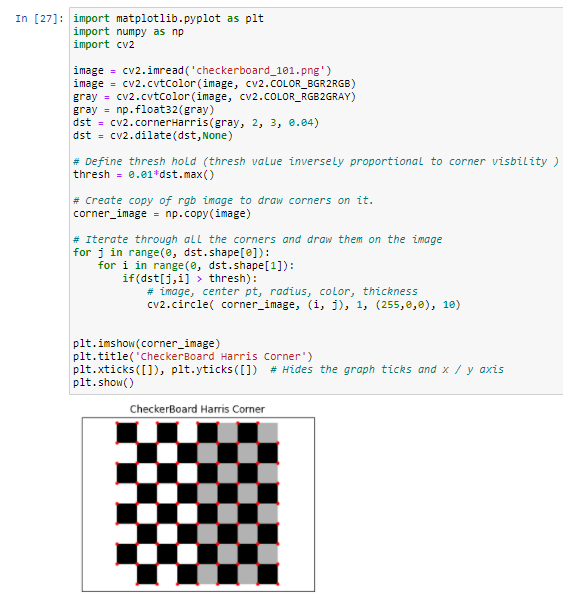 In [27]: import matplotlib.pyplot as plt
import numpy as np
import cv2
image = cv2.imread('checkerboard_101.png')
image = cv2.cvtColor(image, cv2.COLOR_BGR2RGB)
gray = cv2.cvtColor(image, cv2.COLOR_RGB2GRAY)
gray = np.float32(gray)
dst = cv2.cornerHarris(gray, 2, 3, 0.04)
dst = cv2.dilate(dst,None)
# Define thresh hold (thresh value inversely proportional to corner visbility )
thresh = 0.01*dst.max()
# Create copy of rgb image to draw corners on it.
corner_image = np.copy(image)
# Iterate through all the corners and draw them on the image
for j in range(0, dst.shape[0]):
    for i in range(0, dst.shape[1]):
        if(dst[j,i] > thresh):
            # image, center pt, radius, color, thickness
            cv2.circle( corner_image, (i, j), 1, (255,0,0), 10)
plt.imshow(corner_image)
plt.title('CheckerBoard Harris Corner')
plt.xticks([]), plt.yticks([])  # Hides the graph ticks and x / y axis
plt.show()
CheckerBoard Harris Corner